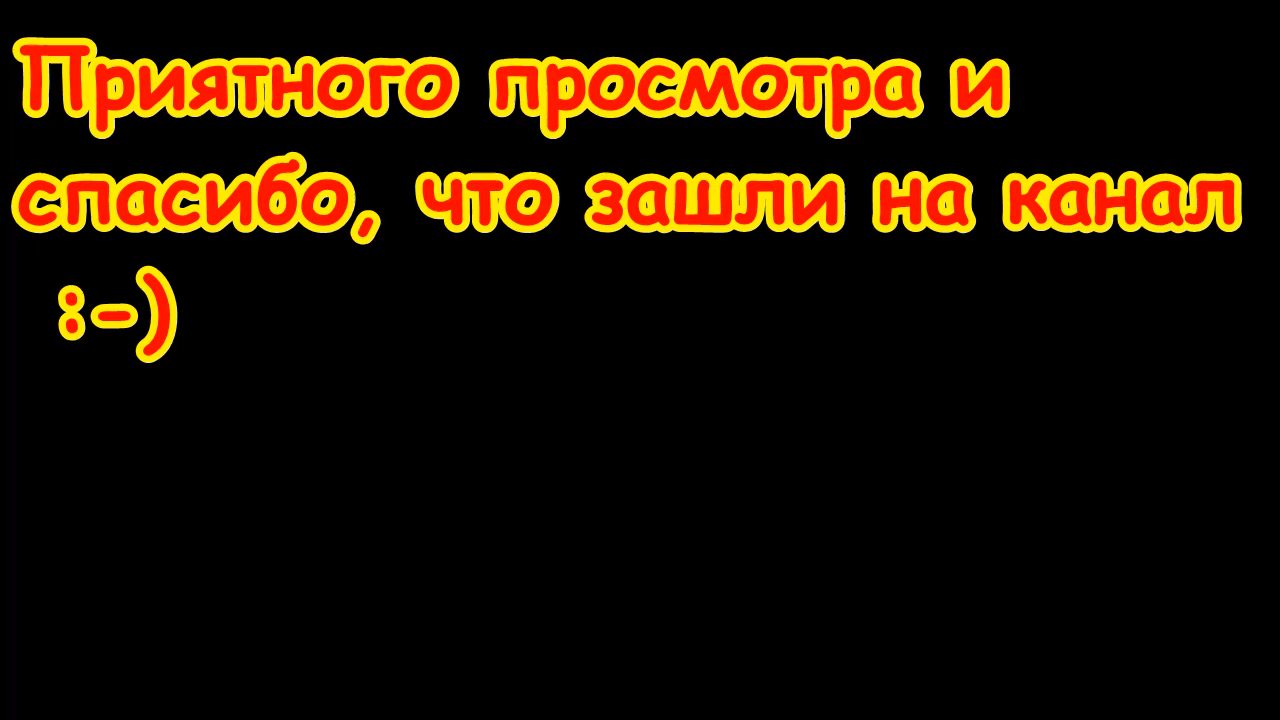 Приятного просмотра и
спасибо, что зашли на канал
:-)